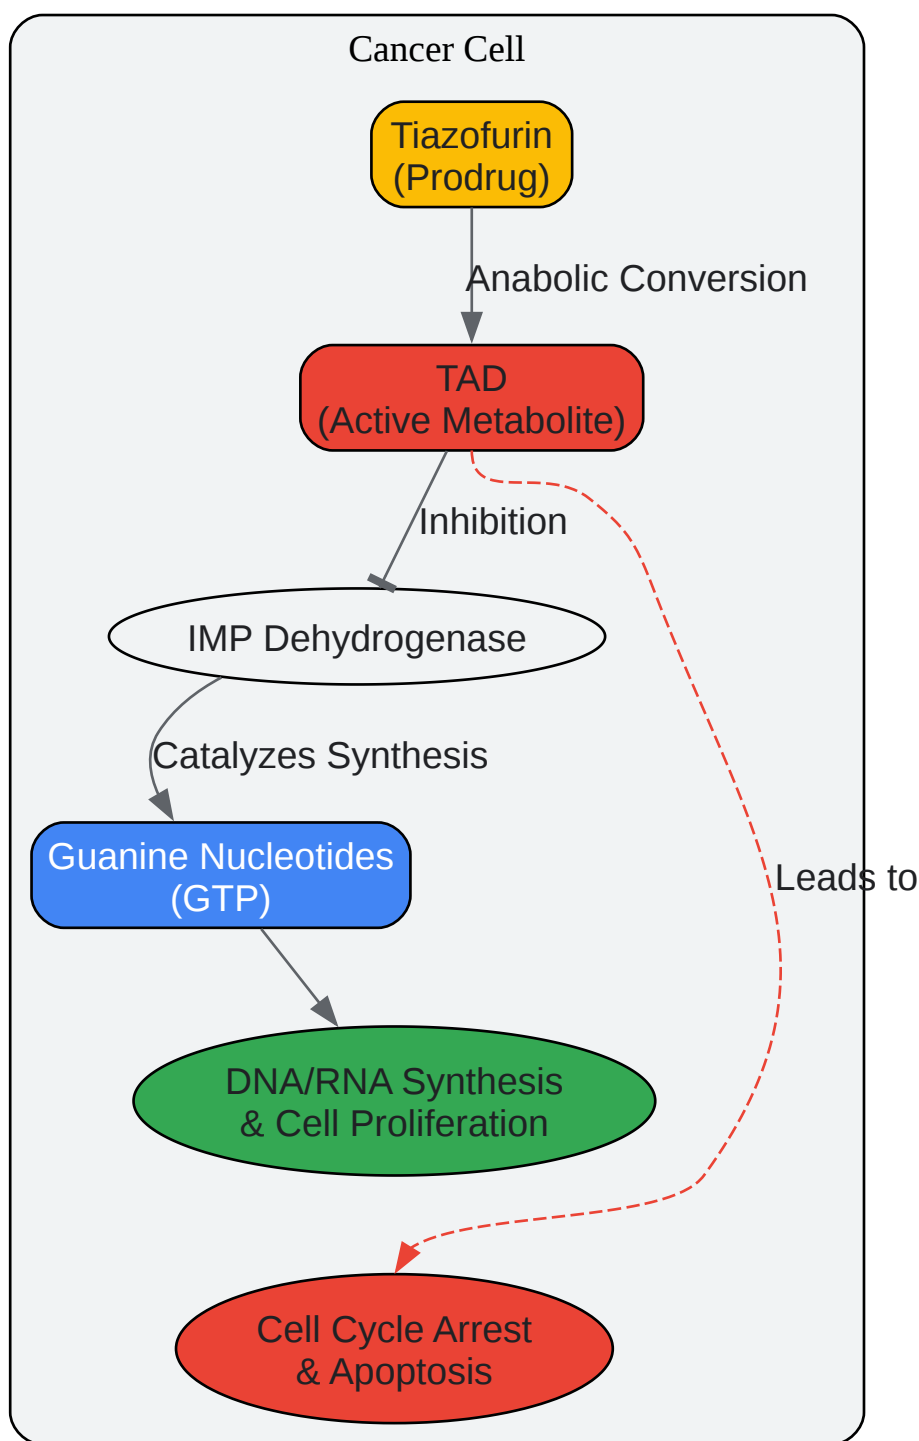 Cancer Cell
Tiazofurin
(Prodrug)
Anabolic Conversion
TAD
(Active Metabolite)
Inhibition
IMP Dehydrogenase
Catalyzes Synthesis
Guanine Nucleotides
(GTP)
Leads to
DNA/RNA Synthesis
& Cell Proliferation
Cell Cycle Arrest
& Apoptosis